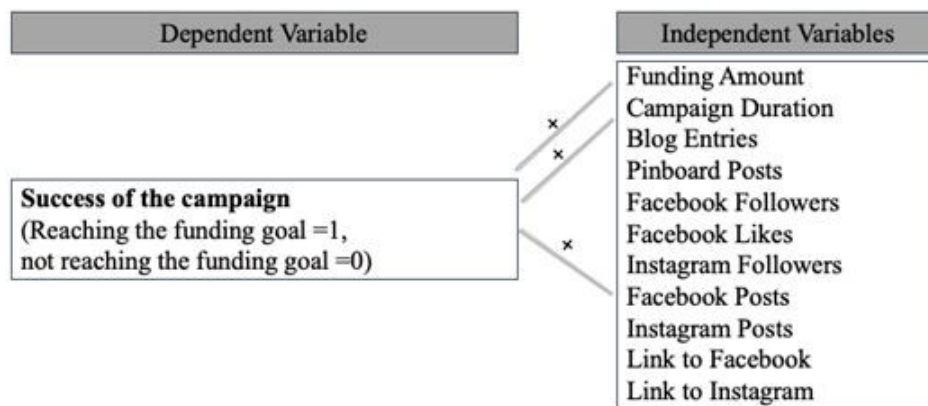 Dependent Variable
Independent Variables
Success of the campaign
(Reaching the funding goal =1,
not reaching the funding goal =0)
×
×
×
Funding Amount
Campaign Duration
Blog Entries
Pinboard Posts
Facebook Followers
Facebook Likes
Instagram Followers
Facebook Posts
Instagram Posts
Link to Facebook
Link to Instagram